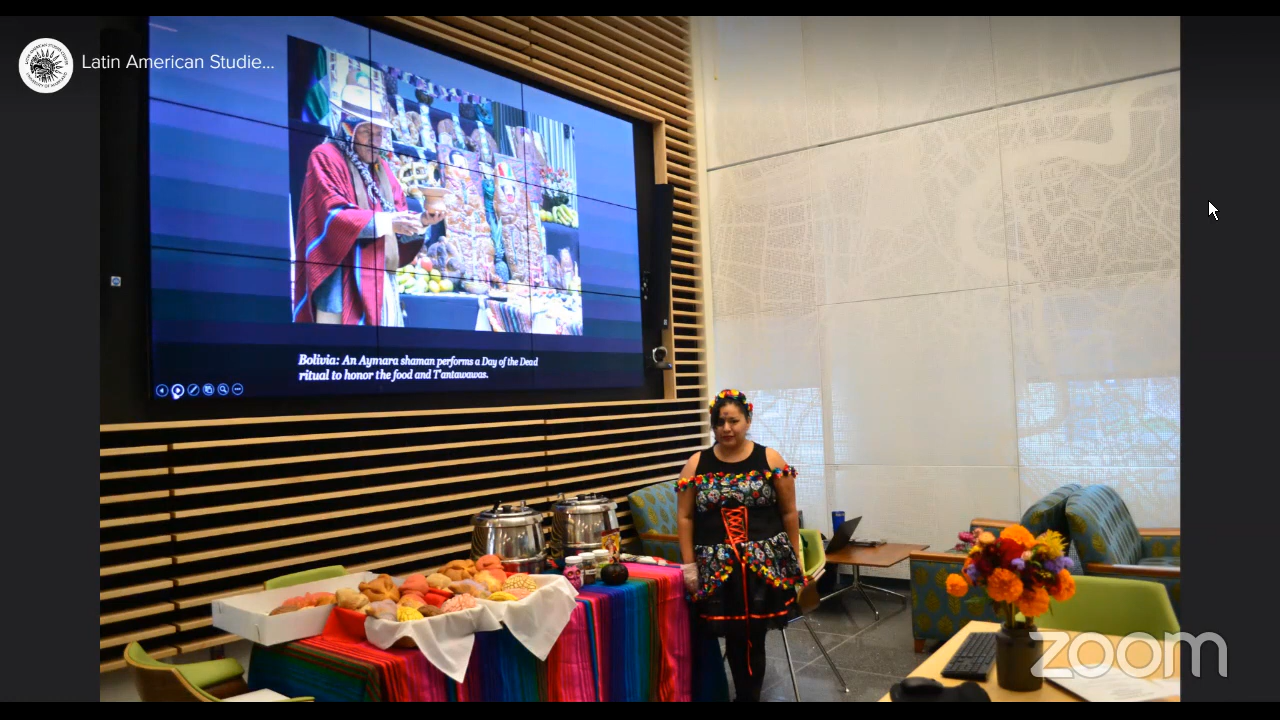 Latin American Studie...
Bolivia: An Aymara shaman performs a Day of the Dead
ritual to honor the food and T'antawawas.
zoom